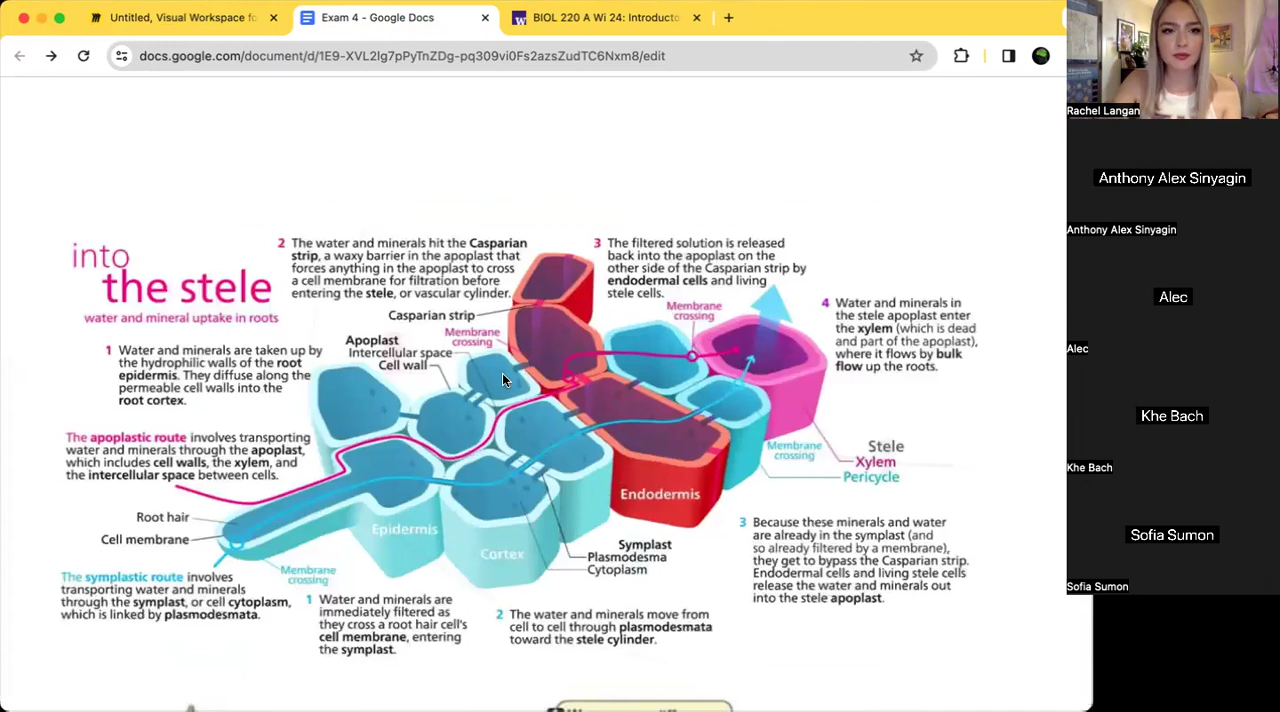 Untitled, Visual Workspace fo
Exam 4 - Google Docs
W
BIOL 220 A Wi 24: Introducto
docs.google.com/document/d/1E9-XVL2lg7pPyTnZDg-pq309vi0Fs2azsZudTC6Nxm8/edit
Rachel Langan
Anthony Alex Sinyagin
Anthony Alex Sinyagin
Alec
Alec
Khe Bach
Khe Bach
Sofia Sumon
Sofia Sumon
into
the stele
water and mineral uptake in roots
2 The water and minerals hit the Casparian
strip, a waxy barrier in the apoplast that
forces anything in the apoplast to cross
a cell membrane for filtration before
entering the stele, or vascular cylinder.
3 The filtered solution is released
back into the apoplast on the
other side of the Casparian strip by
endodermal cells and living
stele cells.
4 Water and minerals in
the stele apoplast enter
the xylem (which is dead
and part of the apoplast),
where it flows by bulk
flow up the roots.
Casparian strip
Membrane
crossing
Membrane
crossing
Apoplast
Intercellular space
Cell wall
1 Water and minerals are taken up by
the hydrophilic walls of the root
epidermis. They diffuse along the
permeable cell walls into the
root cortex.
The apoplastic route involves transporting
water and minerals through the apoplast,
which includes cell walls, the xylem, and
the intercellular space between cells.
Root hair
Cell membrane
Membrane
crossing
Epidermis
Cortex
Endodermis
Symplast
Plasmodesma
Cytoplasm
Membrane
crossing
Stele
Xylem
Pericycle
The symplastic route involves
transporting water and minerals
through the symplast, or cell cytoplasm,
which is linked by plasmodesmata.
1 Water and minerals are
immediately filtered as
they cross a root hair cell's
cell membrane, entering
the symplast.
2 The water and minerals move from
cell to cell through plasmodesmata
toward the stele cylinder.
3 Because these minerals and water
are already in the symplast (and
so already filtered by a membrane),
they get to bypass the Casparian strip.
Endodermal cells and living stele cells
release the water and minerals out
into the stele apoplast.